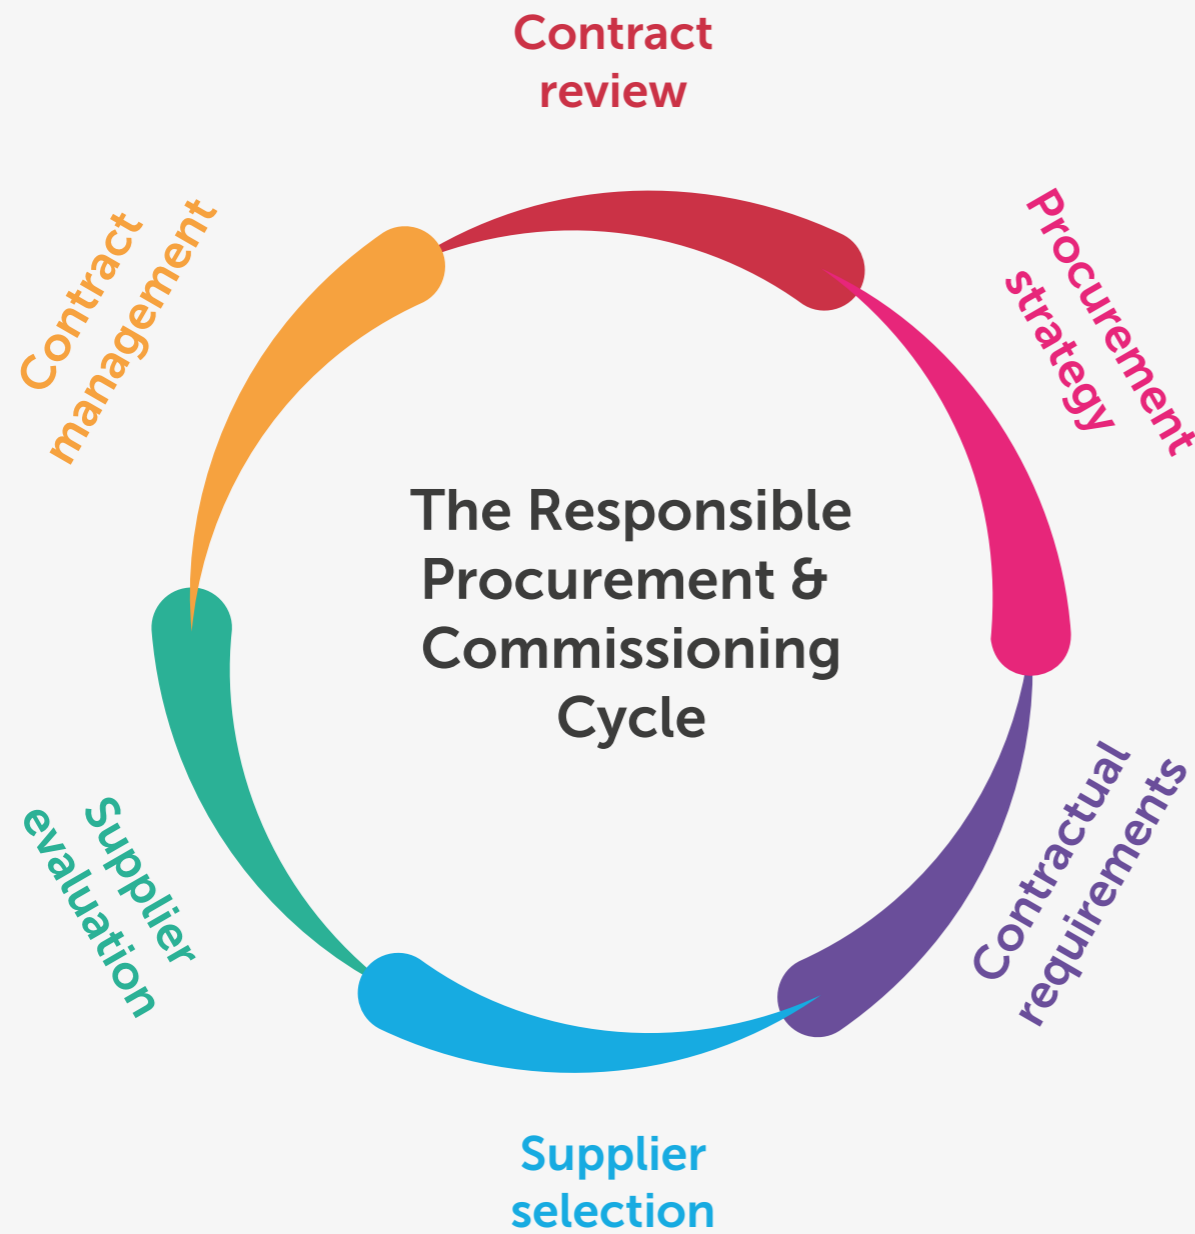 Contract
review
Procurement
strategy
Contractual
requirements
Supplier
selection
Supplier
evaluation
Contract
management
The Responsible
Procurement &
Commissioning
Cycle